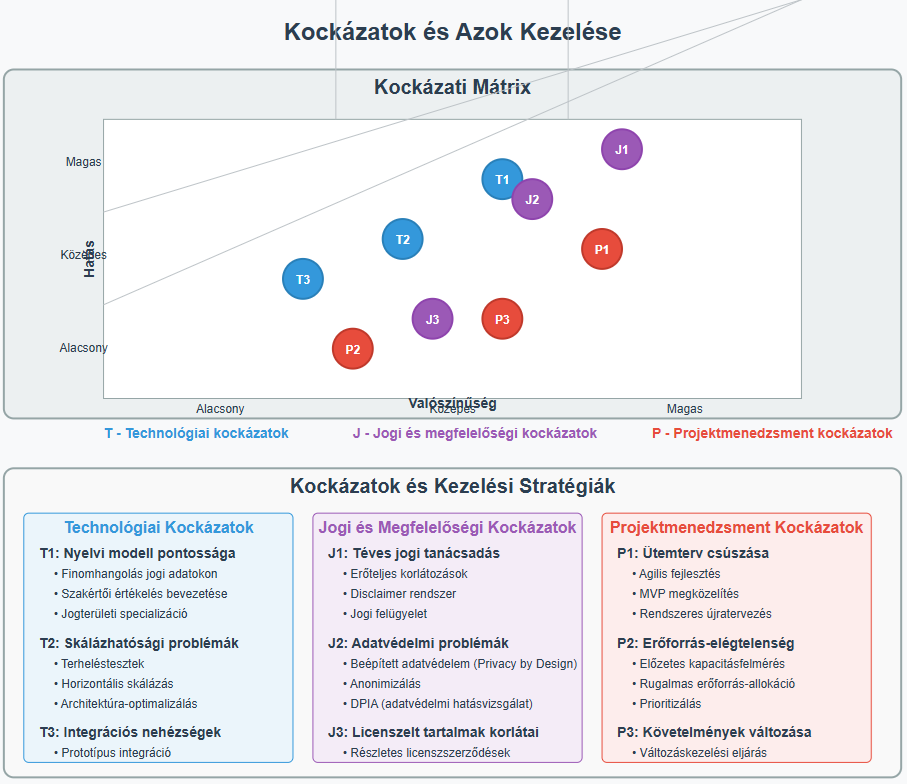 Kockázatok és Azok Kezelése
Kockázati Mátrix
Magas
Közepes
Alacsony
Hatás
J1
T1
J2
T2
P1
T3
J3
P3
P2
Alacsony
Közepes
Magas
Valószínűség
T - Technológiai kockázatok
J - Jogi és megfelelőségi kockázatok
P - Projektmenedzsment kockázatok
Kockázatok és Kezelési Stratégiák
Technológiai Kockázatok
T1: Nyelvi modell pontossága
• Finomhangolás jogi adatokon
• Szakértői értékelés bevezetése
• Jogterületi specializáció
T2: Skálázhatósági problémák
• Terheléstesztek
• Horizontális skálázás
• Architektúra-optimalizálás
T3: Integrációs nehézségek
• Prototípus integráció
Jogi és Megfelelőségi Kockázatok
J1: Téves jogi tanácsadás
• Erőteljes korlátozások
• Disclaimer rendszer
• Jogi felügyelet
J2: Adatvédelmi problémák
• Beépített adatvédelem (Privacy by Design)
• Anonimizálás
• DPIA (adatvédelmi hatásvizsgálat)
J3: Licenszelt tartalmak korlátai
• Részletes licenszszerződések
Projektmenedzsment Kockázatok
P1: Ütemterv csúszása
• Agilis fejlesztés
• MVP megközelítés
• Rendszeres újratervezés
P2: Erőforrás-elégtelenség
• Előzetes kapacitásfelmérés
• Rugalmas erőforrás-allokáció
• Prioritizálás
P3: Követelmények változása
• Változáskezelési eljárás